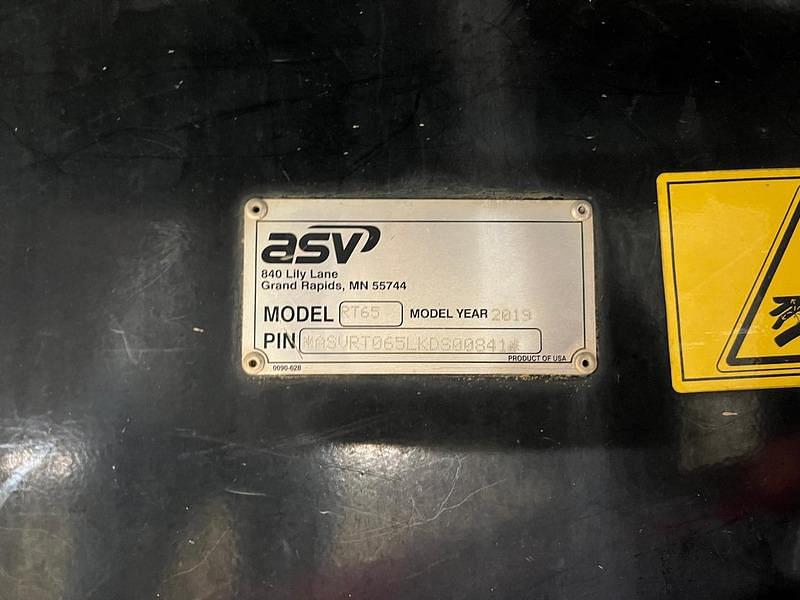 asv
840 Lily Lane
Grand Rapids, MN 55744
MODEL RT65 MODEL YEAR 2019
PIN *ASVRT065LKDS00841*
PRODUCT OF USA
0090-628